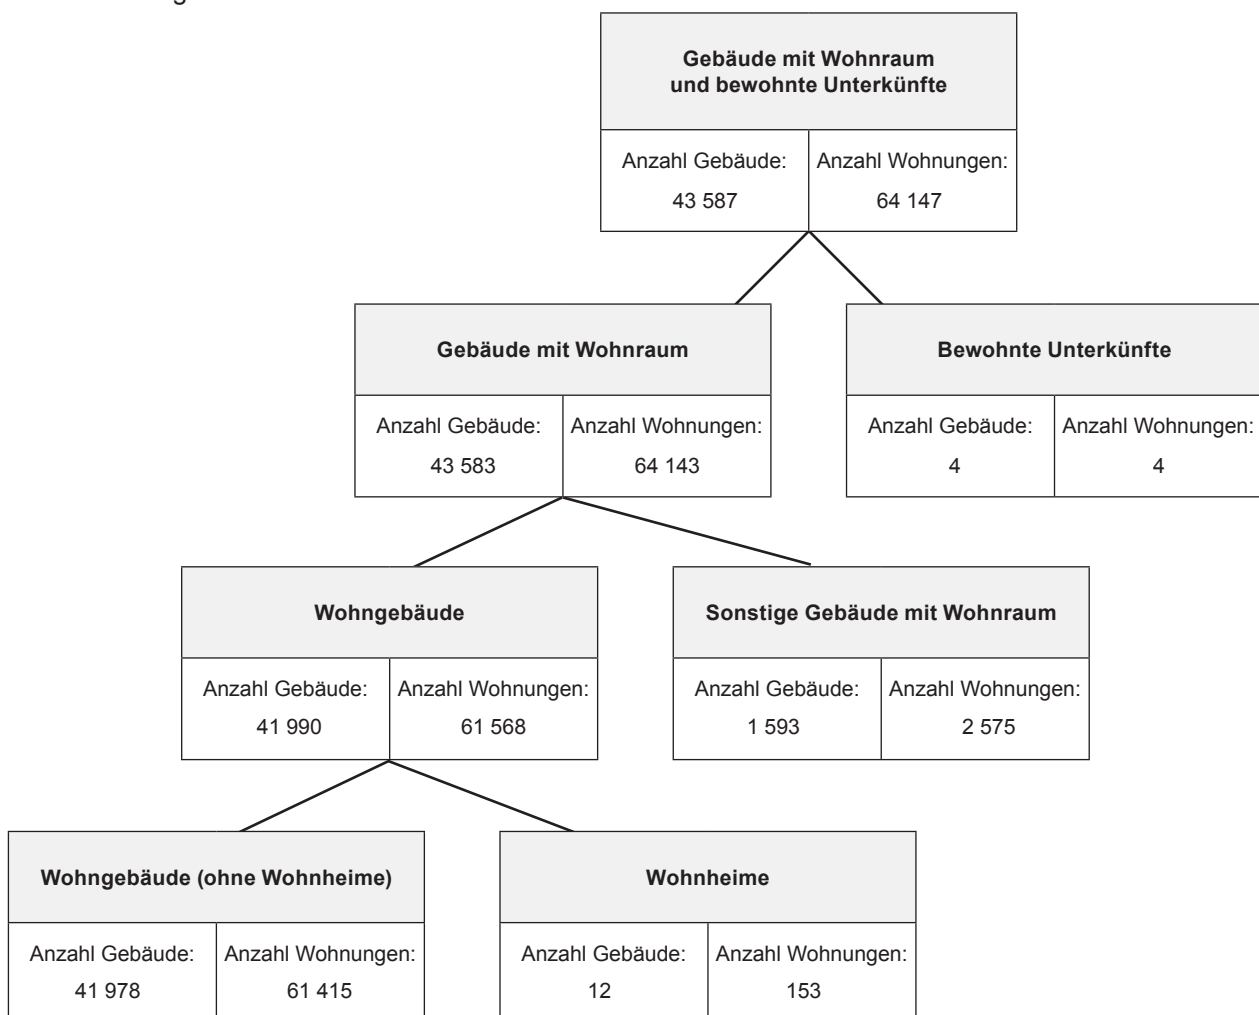 Gebäude mit Wohnraum
und bewohnte Unterkünfte
Anzahl Gebäude: Anzahl Wohnungen:
43 587 64 147
Gebäude mit Wohnraum
Anzahl Gebäude: Anzahl Wohnungen:
43 583 64 143
Bewohnte Unterkünfte
Anzahl Gebäude: Anzahl Wohnungen:
4 4
Wohngebäude
Anzahl Gebäude: Anzahl Wohnungen:
41 990 61 568
Sonstige Gebäude mit Wohnraum
Anzahl Gebäude: Anzahl Wohnungen:
1 593 2 575
Wohngebäude (ohne Wohnheime)
Anzahl Gebäude: Anzahl Wohnungen:
41 978 61 415
Wohnheime
Anzahl Gebäude: Anzahl Wohnungen:
12 153